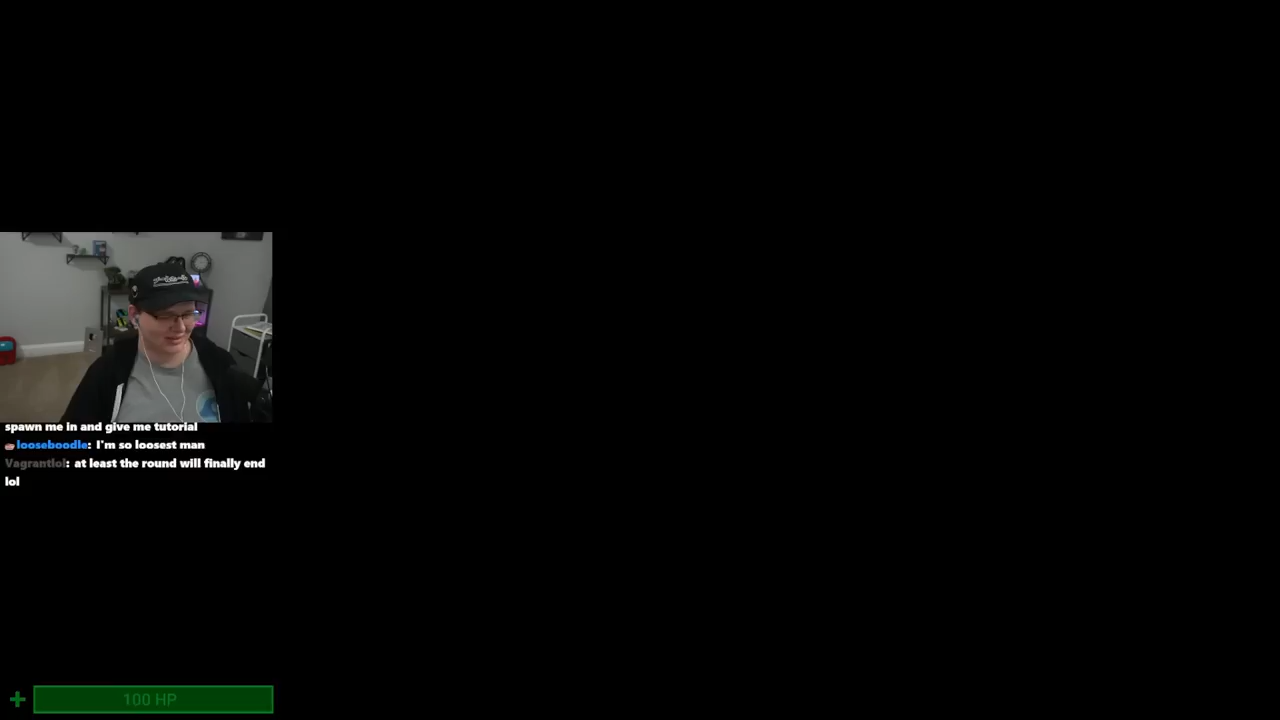 spawn me in and give me tutorial
looseboodle: I'm so loosest man
Vagrantlol: at least the round will finally end
lol
100 HP